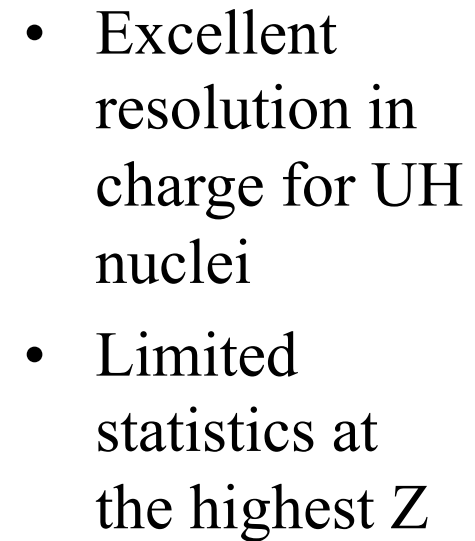 • Excellent
resolution in
charge for UH
nuclei
• Limited
statistics at
the highest Z